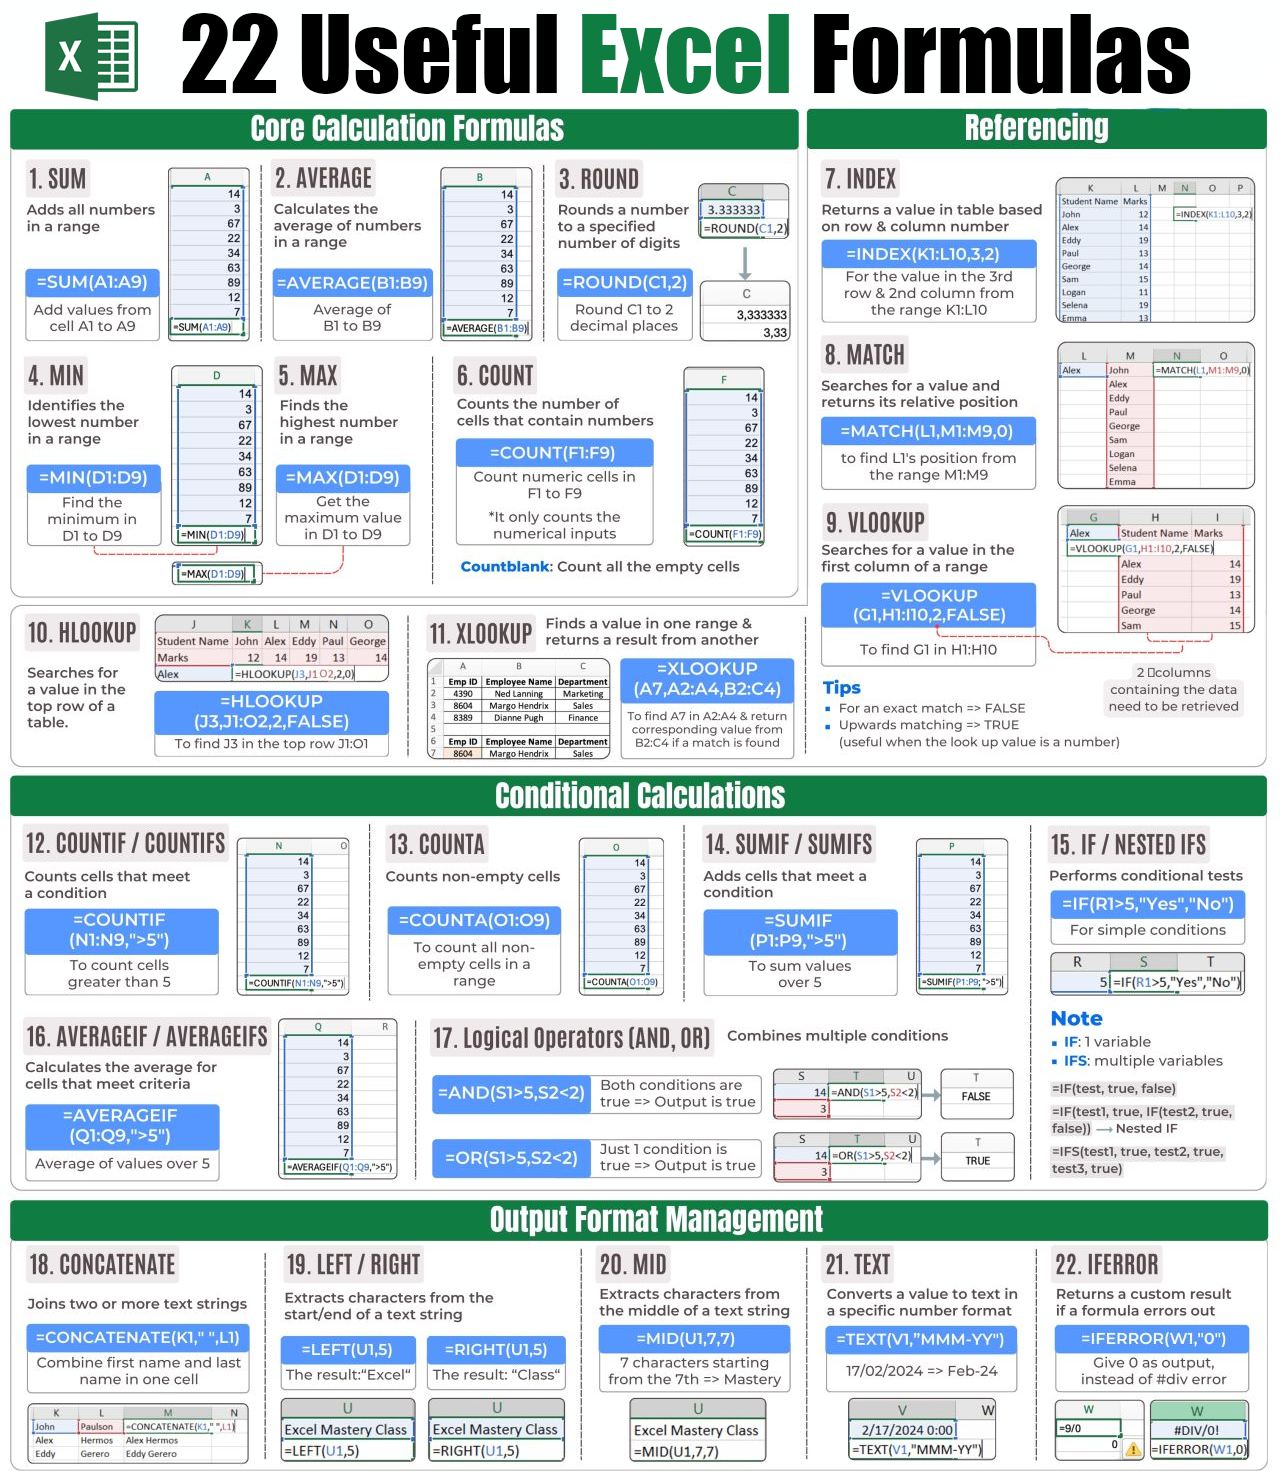 X
22 Useful Excel Formulas
Core Calculation Formulas
1. SUM
Adds all numbers
in a range
=SUM(A1:A9)
Add values from
cell A1 to A9
A
14
3
67
22
34
63
89
12
7
=SUM(A1:A9)
2. AVERAGE
Calculates the
average of numbers
in a range
=AVERAGE(B1:B9)
Average of
B1 to B9
B
14
3
67
22
34
63
89
12
7
=AVERAGE(B1:B9)
3. ROUND
Rounds a number
to a specified
number of digits
=ROUND(C1,2)
Round C1 to 2
decimal places
C
3.333333
=ROUND(C1,2)
C
3,333333
3,33
4. MIN
Identifies the
lowest number
in a range
=MIN(D1:D9)
Find the
minimum in
D1 to D9
D
14
3
67
22
34
63
89
12
7
=MIN(D1:D9)
=MAX(D1:D9)
5. MAX
Finds the
highest number
in a range
=MAX(D1:D9)
Get the
maximum value
in D1 to D9
6. COUNT
Counts the number of
cells that contain numbers
=COUNT(F1:F9)
Count numeric cells in
F1 to F9
*It only counts the
numerical inputs
Countblank: Count all the empty cells
F
14
3
67
22
34
63
89
12
7
=COUNT(F1:F9)
Referencing
7. INDEX
Returns a value in table based
on row & column number
=INDEX(K1:L10,3,2)
For the value in the 3rd
row & 2nd column from
the range K1:L10
K L M N O P
Student Name Marks
John 12 =INDEX(K1:L10,3,2)
Alex 14
Eddy 19
Paul 13
George 14
Sam 15
Logan 11
Selena 19
Emma 13
8. MATCH
Searches for a value and
returns its relative position
=MATCH(L1,M1:M9,0)
to find L1's position from
the range M1:M9
L M N O
Alex John =MATCH(L1,M1:M9,0)
Alex
Eddy
Paul
George
Sam
Logan
Selena
Emma
9. VLOOKUP
Searches for a value in the
first column of a range
=VLOOKUP
(G1,H1:I10,2,FALSE)
To find G1 in H1:H10
G H I
Alex Student Name Marks
=VLOOKUP(G1,H1:I10,2,FALSE)
Alex 14
Eddy 19
Paul 13
George 14
Sam 15
2 columns
containing the data
need to be retrieved
Tips
For an exact match => FALSE
Upwards matching => TRUE
(useful when the look up value is a number)
10. HLOOKUP
Searches for
a value in the
top row of a
table.
J K L M N O
Student Name John Alex Eddy Paul George
Marks 12 14 19 13 14
Alex =HLOOKUP(J3,J1:O2,2,0)
=HLOOKUP
(J3,J1:O2,2,FALSE)
To find J3 in the top row J1:O1
11. XLOOKUP
Finds a value in one range &
returns a result from another
A B C
1 Emp ID Employee Name Department
2 4390 Ned Lanning Marketing
3 8604 Margo Hendrix Sales
4 8389 Dianne Pugh Finance
5
6 Emp ID Employee Name Department
7 8604 Margo Hendrix Sales
=XLOOKUP
(A7,A2:A4,B2:C4)
To find A7 in A2:A4 & return
corresponding value from
B2:C4 if a match is found
Conditional Calculations
12. COUNTIF / COUNTIFS
Counts cells that meet
a condition
=COUNTIF
(N1:N9,">5")
To count cells
greater than 5
N O
14
3
67
22
34
63
89
12
7
=COUNTIF(N1:N9,">5")
13. COUNTA
Counts non-empty cells
=COUNTA(O1:O9)
To count all non-
empty cells in a
range
O
14
3
67
22
34
63
89
12
7
=COUNTA(O1:O9)
14. SUMIF / SUMIFS
Adds cells that meet a
condition
=SUMIF
(P1:P9,">5")
To sum values
over 5
P
14
3
67
22
34
63
89
12
7
=SUMIF(P1:P9;">5")
15. IF / NESTED IFS
Performs conditional tests
=IF(R1>5,"Yes","No")
For simple conditions
R S T
5 =IF(R1>5,"Yes","No")
Note
IF: 1 variable
IFS: multiple variables
=IF(test, true, false)
=IF(test1, true, IF(test2, true,
false)) → Nested IF
=IFS(test1, true, test2, true,
test3, true)
16. AVERAGEIF / AVERAGEIFS
Calculates the average for
cells that meet criteria
=AVERAGEIF
(Q1:Q9,">5")
Average of values over 5
Q R
14
3
67
22
34
63
89
12
7
=AVERAGEIF(Q1:Q9,">5")
17. Logical Operators (AND, OR)
Combines multiple conditions
=AND(S1>5,S2<2)
Both conditions are
true => Output is true
S T U
14 =AND(S1>5,S2<2)
3
T
FALSE
=OR(S1>5,S2<2)
Just 1 condition is
true => Output is true
S T U
14 =OR(S1>5,S2<2)
3
T
TRUE
Output Format Management
18. CONCATENATE
Joins two or more text strings
=CONCATENATE(K1," ",L1)
Combine first name and last
name in one cell
K L M N
John Paulson =CONCATENATE(K1," ",L1)
Alex Hermos Alex Hermos
Eddy Gerero Eddy Gerero
19. LEFT / RIGHT
Extracts characters from the
start/end of a text string
=LEFT(U1,5)
The result:"Excel"
U
Excel Mastery Class
=LEFT(U1,5)
=RIGHT(U1,5)
The result: "Class"
U
Excel Mastery Class
=RIGHT(U1,5)
20. MID
Extracts characters from
the middle of a text string
=MID(U1,7,7)
7 characters starting
from the 7th => Mastery
U
Excel Mastery Class
=MID(U1,7,7)
21. TEXT
Converts a value to text in
a specific number format
=TEXT(V1,"MMM-YY")
17/02/2024 => Feb-24
V W
2/17/2024 0:00
=TEXT(V1,"MMM-YY")
22. IFERROR
Returns a custom result
if a formula errors out
=IFERROR(W1,"0")
Give 0 as output,
instead of #div error
W
=9/0
0
W
#DIV/0!
=IFERROR(W1,0)